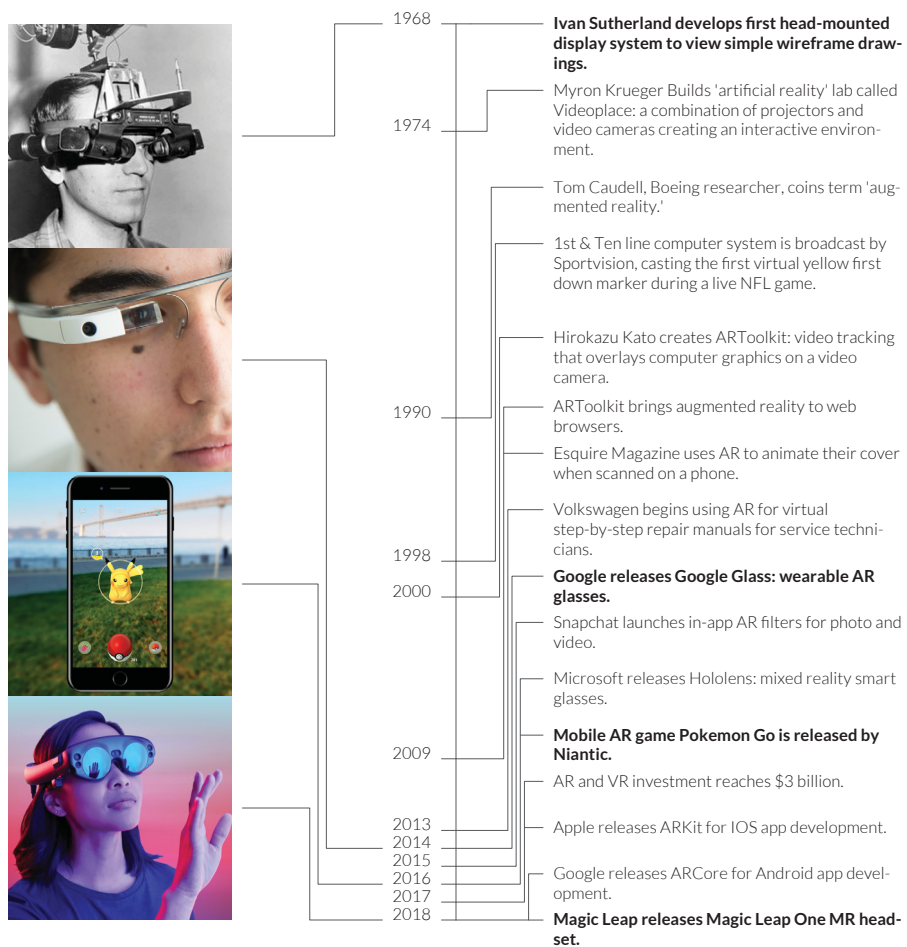 1968
Ivan Sutherland develops first head-mounted
display system to view simple wireframe draw-
ings.
Myron Krueger Builds 'artificial reality' lab called
Videoplace: a combination of projectors and
video cameras creating an interactive environ-
ment.
1974
Tom Caudell, Boeing researcher, coins term 'aug-
mented reality.'
1st & Ten line computer system is broadcast by
Sportvision, casting the first virtual yellow first
down marker during a live NFL game.
Hirokazu Kato creates ARToolkit: video tracking
that overlays computer graphics on a video
camera.
1990
ARToolkit brings augmented reality to web
browsers.
Esquire Magazine uses AR to animate their cover
when scanned on a phone.
Volkswagen begins using AR for virtual
step-by-step repair manuals for service techni-
cians.
1998
Google releases Google Glass: wearable AR
glasses.
2000
Snapchat launches in-app AR filters for photo and
video.
Microsoft releases Hololens: mixed reality smart
glasses.
Mobile AR game Pokemon Go is released by
Niantic.
2009
AR and VR investment reaches $3 billion.
2013
Apple releases ARKit for IOS app development.
2014
2015
Google releases ARCore for Android app devel-
opment.
2016
2017
2018
Magic Leap releases Magic Leap One MR head-
set.